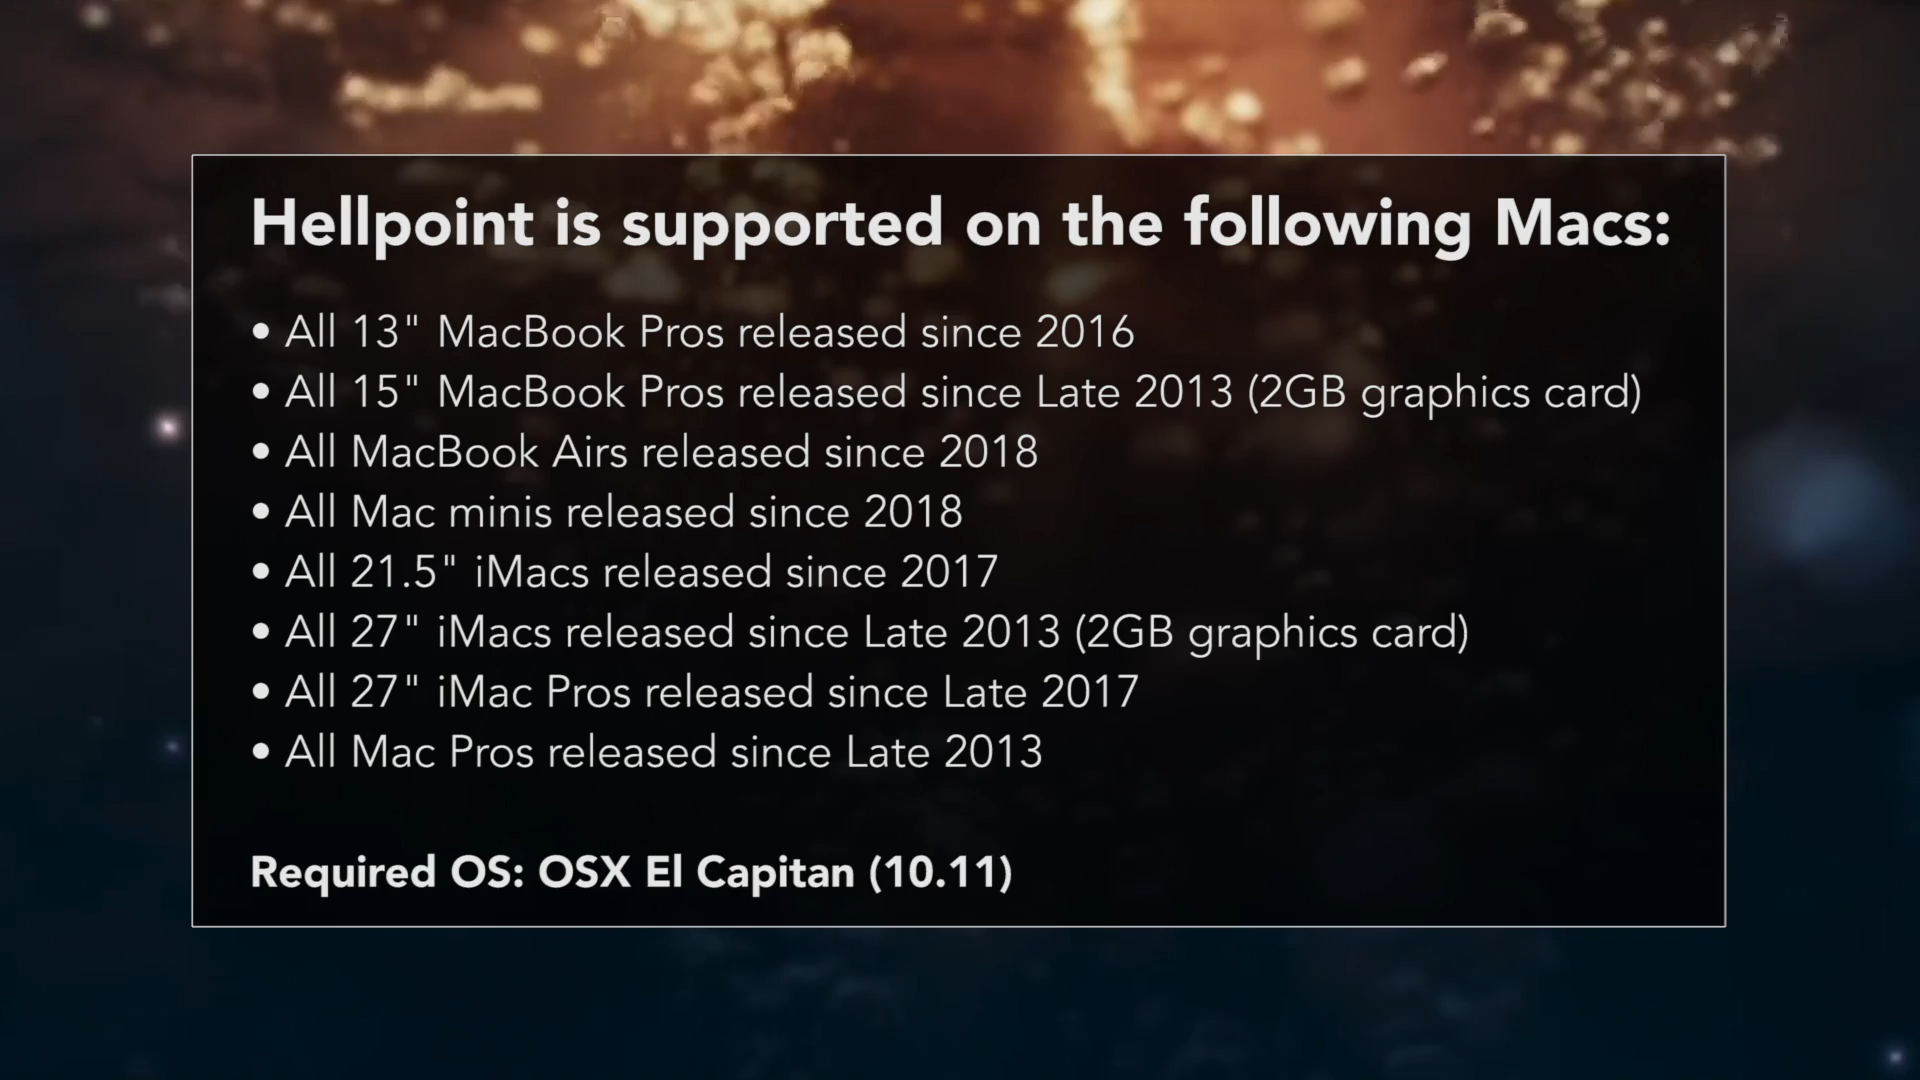 Hellpoint is supported on the following Macs:
• All 13" MacBook Pros released since 2016
• All 15" MacBook Pros released since Late 2013 (2GB graphics card)
• All MacBook Airs released since 2018
• All Mac minis released since 2018
• All 21.5" iMacs released since 2017
• All 27" iMacs released since Late 2013 (2GB graphics card)
• All 27" iMac Pros released since Late 2017
• All Mac Pros released since Late 2013
Required OS: OSX El Capitan (10.11)